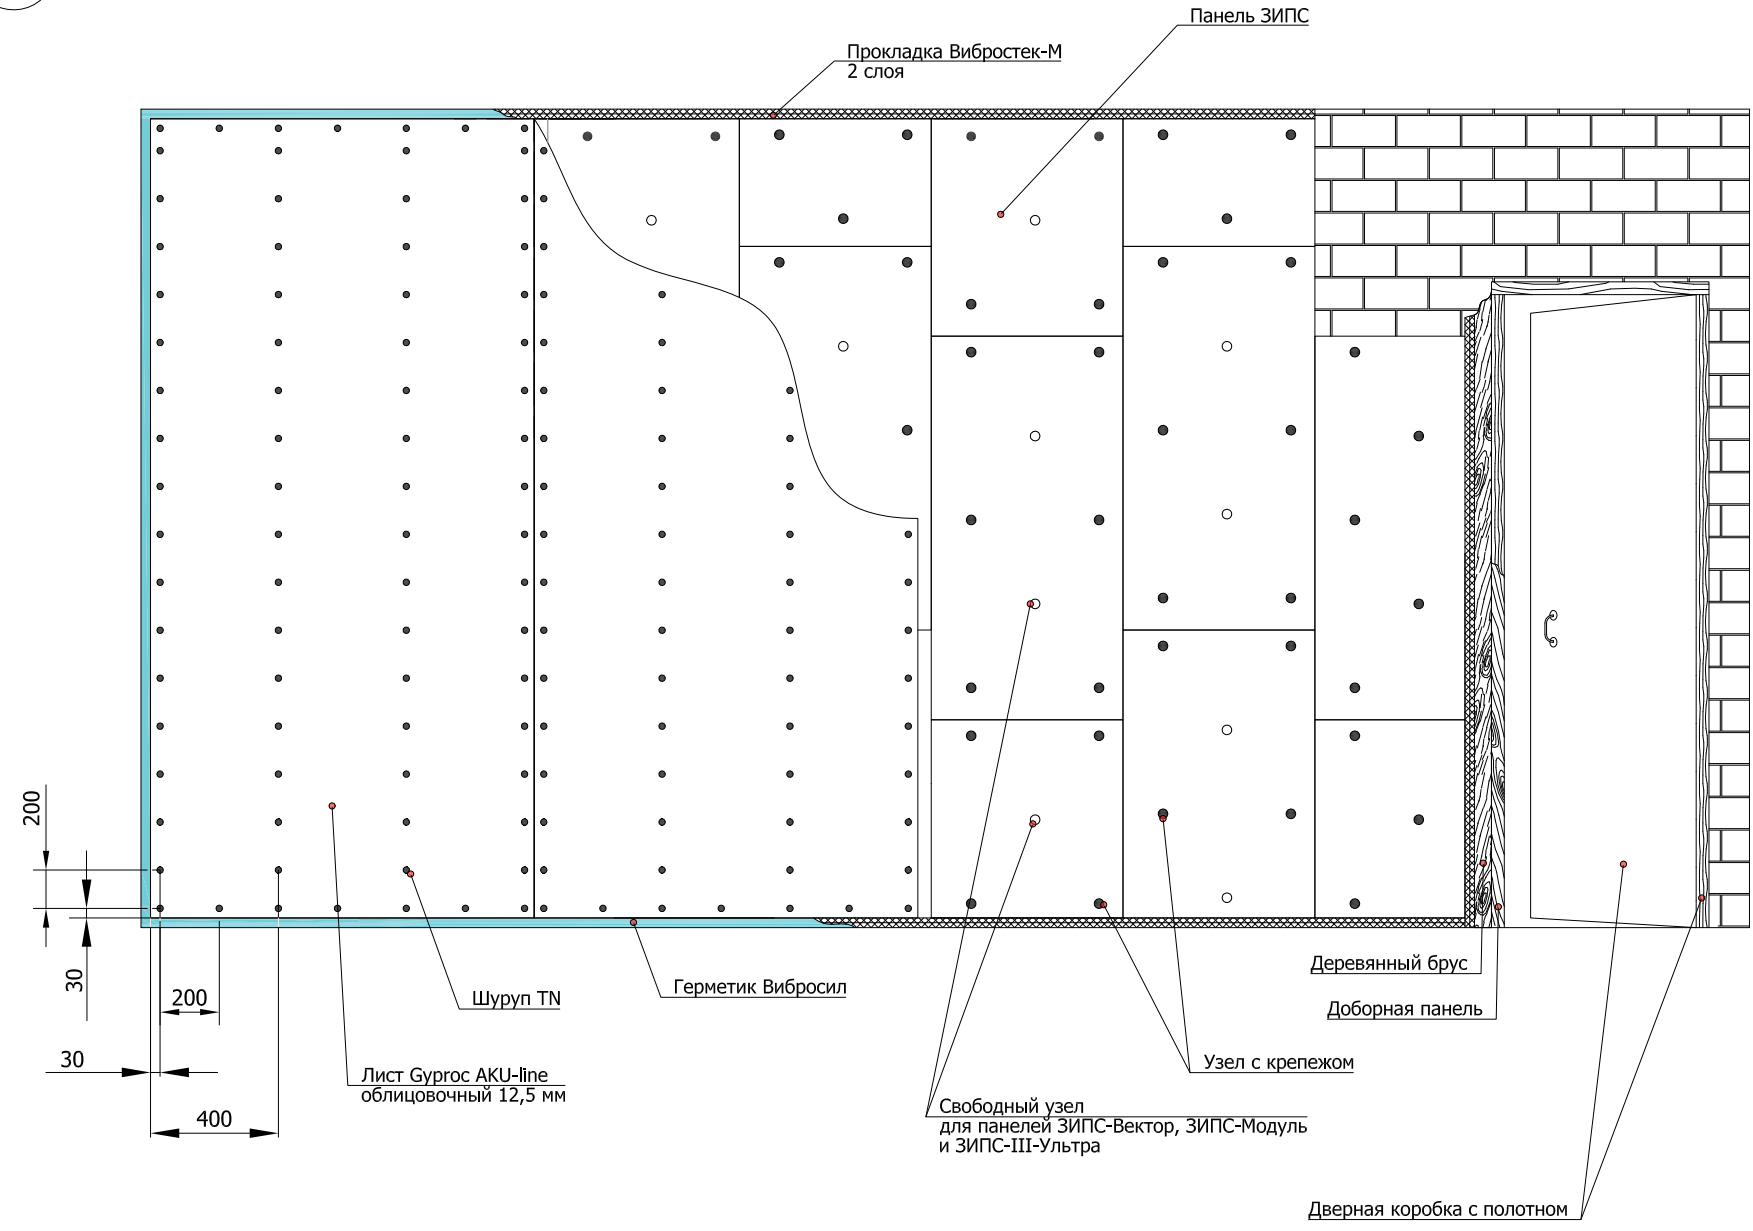 Панель ЗИПС
Прокладка Вибростек-М
2 слоя
200
30
200
30
400
Шуруп TN
Лист Gyproc AKU-line
облицовочный 12,5 мм
Герметик Вибросил
Деревянный брус
Доборная панель
Узел с крепежом
Свободный узел
для панелей ЗИПС-Вектор, ЗИПС-Модуль
и ЗИПС-III-Ультра
Дверная коробка с полотном